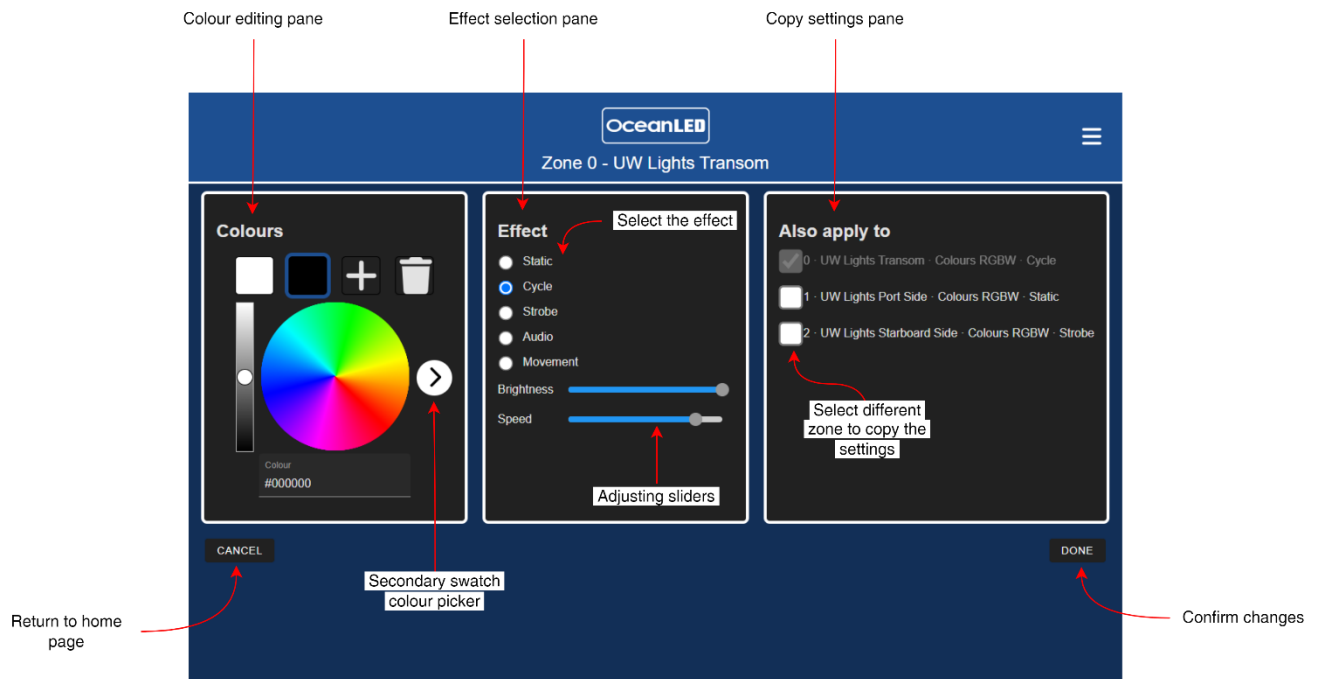 Colour editing pane
Effect selection pane
Copy settings pane
OceanLED
Zone 0 - UW Lights Transom
Colours
Colour
#000000
Secondary swatch
colour picker
Effect
Select the effect
Static
Cycle
Strobe
Audio
Movement
Brightness
Speed
Adjusting sliders
Also apply to
0 · UW Lights Transom · Colours RGBW · Cycle
1 · UW Lights Port Side · Colours RGBW · Static
2 · UW Lights Starboard Side · Colours RGBW · Strobe
Select different
zone to copy the
settings
CANCEL
DONE
Return to home
page
Confirm changes